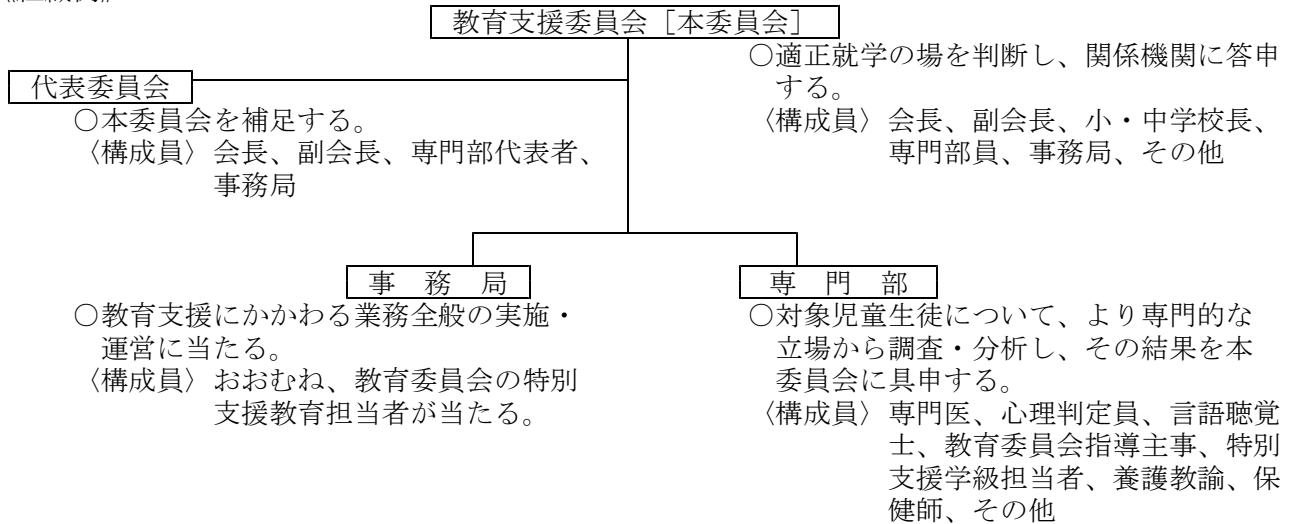 教育支援委員会［本委員会］
○適正就学の場を判断し、関係機関に答申
する。
〈構成員〉会長、副会長、小・中学校長、
専門部員、事務局、その他
代表委員会
○本委員会を補足する。
〈構成員〉会長、副会長、専門部代表者、
事務局
事　務　局
○教育支援にかかわる業務全般の実施・
運営に当たる。
〈構成員〉おおむね、教育委員会の特別
支援教育担当者が当たる。
専　門　部
○対象児童生徒について、より専門的な
立場から調査・分析し、その結果を本
委員会に具申する。
〈構成員〉専門医、心理判定員、言語聴覚
士、教育委員会指導主事、特別
支援学級担当者、養護教諭、保
健師、その他